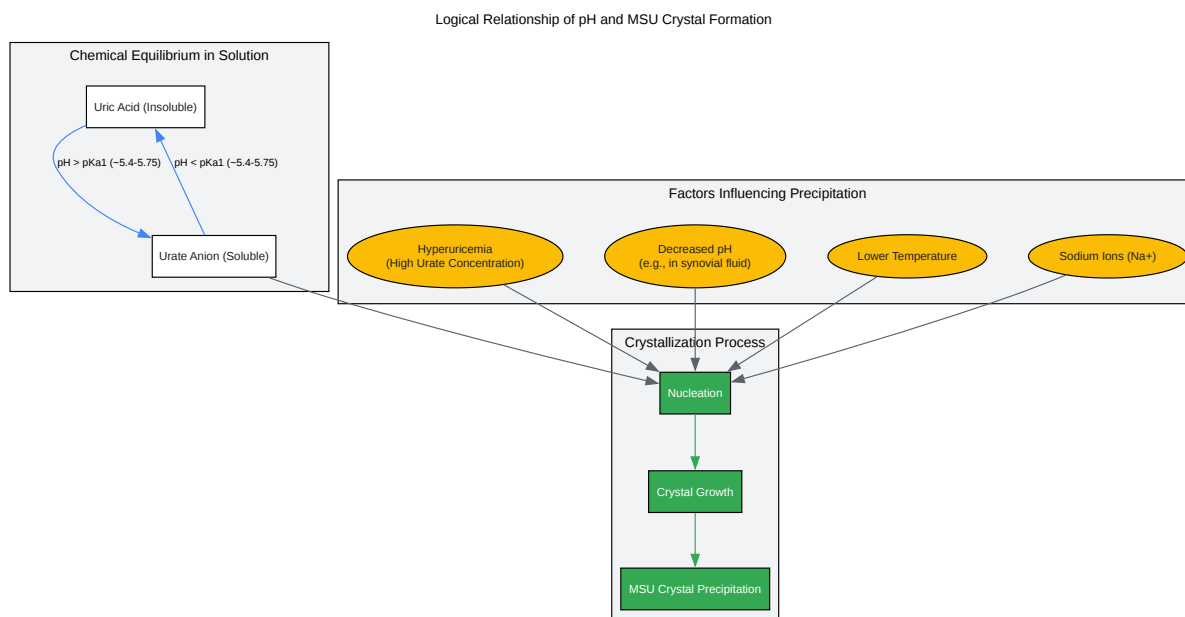 Logical Relationship of pH and MSU Crystal Formation
Chemical Equilibrium in Solution
Uric Acid (Insoluble)
pH > pKa1 (~5.4-5.75)
pH < pKa1 (~5.4-5.75)
Urate Anion (Soluble)
Factors Influencing Precipitation
Hyperuricemia
(High Urate Concentration)
Decreased pH
(e.g., in synovial fluid)
Lower Temperature
Sodium Ions (Na+)
Crystallization Process
Nucleation
Crystal Growth
MSU Crystal Precipitation